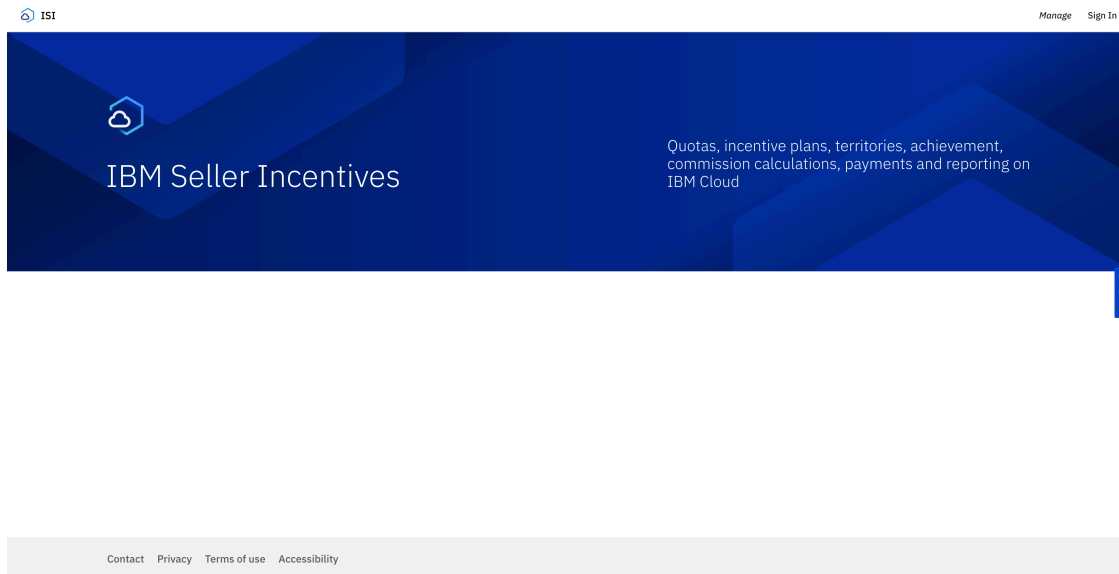 ISI
Manage Sign In
IBM Seller Incentives
Quotas, incentive plans, territories, achievement,
commission calculations, payments and reporting on
IBM Cloud
Contact Privacy Terms of use Accessibility